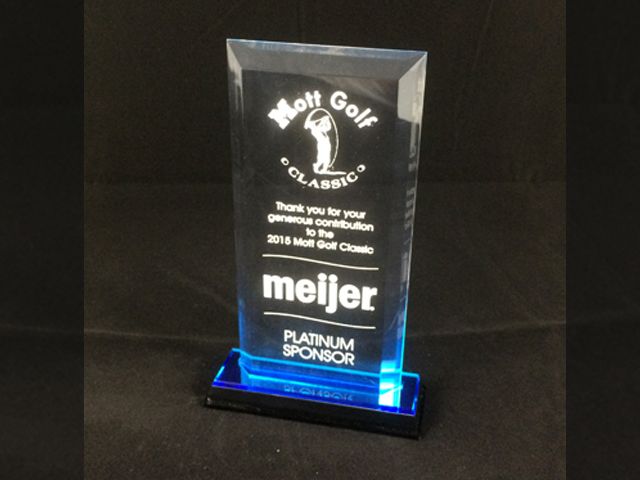 Mott Golf
CLASSIC
Thank you for your
generous contribution
to the
2015 Mott Golf Classic
meijer
PLATINUM
SPONSOR